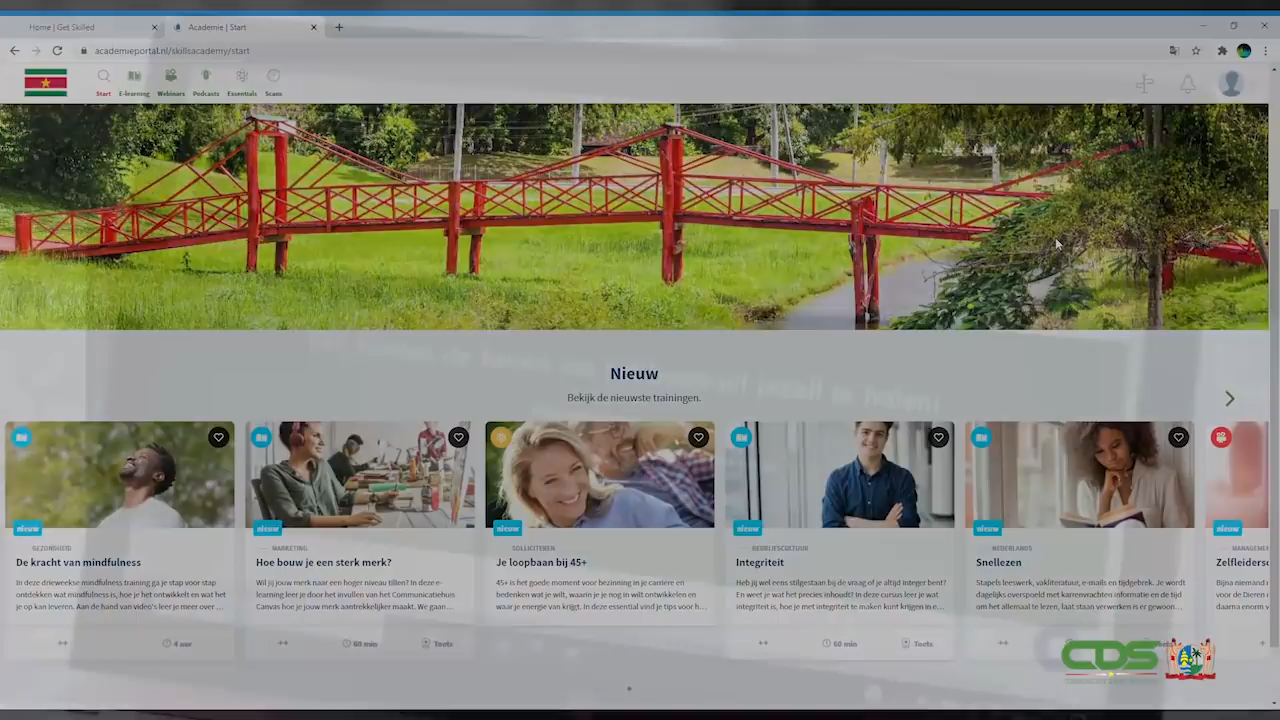 Home | Get Skilled
Academie | Start
academieportal.nl/skillsacademy/start
Start
E-learning
Webinars
Podcasts
Essentials
Scans
Nieuw
Bekijk de nieuwste trainingen.
nieuw
GEZONDHEID
De kracht van mindfulness
In deze drieweekse mindfulness training ga je stap voor stap
ontdekken wat mindfulness is, hoe je het ontwikkelt en wat het
je op kan leveren. Aan de hand van video's leer je meer over ...
4 uur
nieuw
MARKETING
Hoe bouw je een sterk merk?
Wil jij jouw merk naar een hoger niveau tillen? In deze e-
learning leer je door het invullen van het Communicatiehuis
Canvas hoe je jouw merk aantrekkelijker maakt. We gaan...
60 min
Toets
nieuw
SOLLICITEREN
Je loopbaan bij 45+
45+ is het goede moment voor bezinning in je carriere en
bedenken wat je wilt, waarin je je nog in wilt ontwikkelen en
waar je energie van krijgt. In deze essential vind je tips voor h...
nieuw
BEDRIJFSCULTUUR
Integriteit
Heb jij wel eens stilgestaan bij de vraag of je altijd integer bent?
En weet je wat het precies inhoudt? In deze cursus leer je wat
integriteit is, hoe je met integriteit te maken kunt krijgen in e...
60 min
Toets
nieuw
NEDERLANDS
Snellezen
Stapels leeswerk, vakliteratuur, e-mails en tijdgebrek. Je wordt
dagelijks overspoeld met karrenvrachten informatie en de tijd
om het allemaal te lezen, laat staan verwerken is er gewoon...
nieuw
MANAGEMEN
Zelfleidersc
Bijna niemand
voor de Dieren
daarna enorm v
CDS